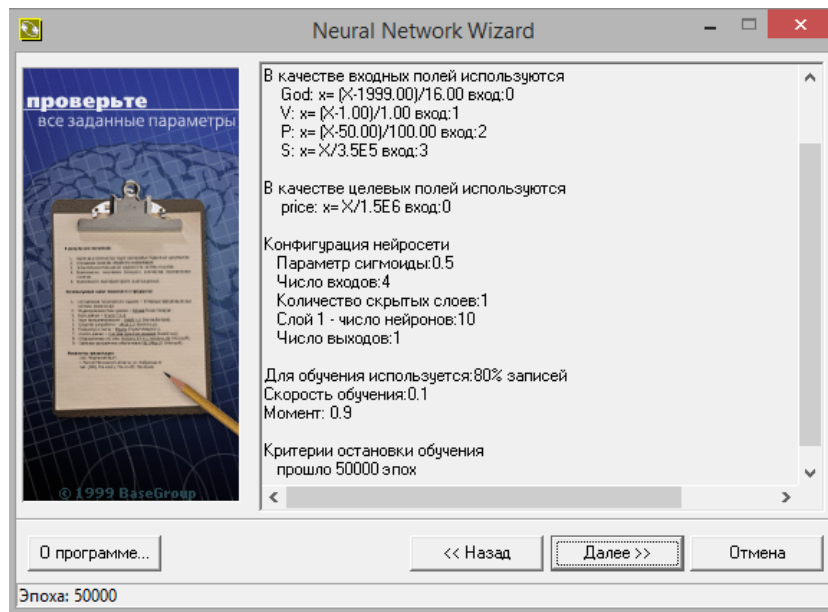 Neural Network Wizard
проверьте
все заданные параметры
© 1999 BaseGroup
В качестве входных полей используются
God: x= (X-1999.00)/16.00 вход:0
V: x= (X-1.00)/1.00 вход:1
P: x= (X-50.00)/100.00 вход:2
S: x= X/3.5E5 вход:3
В качестве целевых полей используются
price: x= X/1.5E6 вход:0
Конфигурация нейросети
Параметр сигмоиды:0.5
Число входов:4
Количество скрытых слоев:1
Слой 1 - число нейронов:10
Число выходов:1
Для обучения используется:80% записей
Скорость обучения:0.1
Момент: 0.9
Критерии остановки обучения
прошло 50000 эпох
О программе...
<< Назад
Далее >>
Отмена
Эпоха: 50000